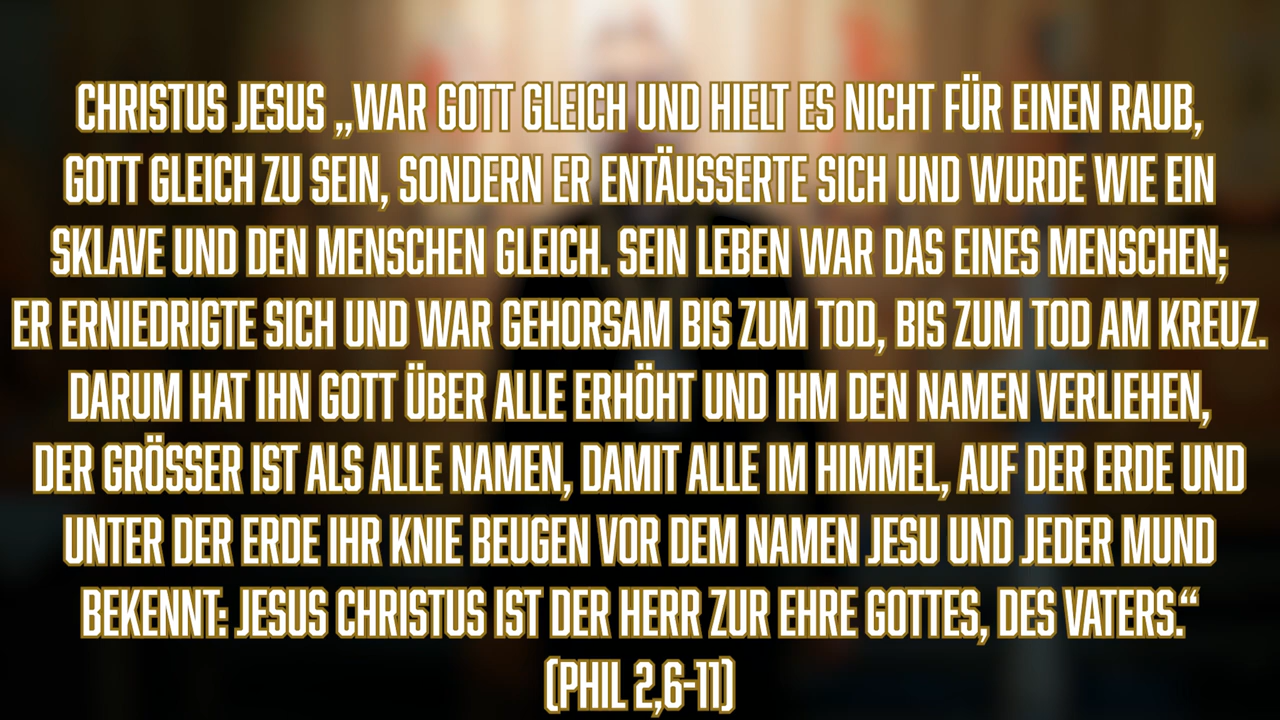 CHRISTUS JESUS „WAR GOTT GLEICH UND HIELT ES NICHT FÜR EINEN RAUB,
GOTT GLEICH ZU SEIN, SONDERN ER ENTÄUSSERTE SICH UND WURDE WIE EIN
SKLAVE UND DEN MENSCHEN GLEICH. SEIN LEBEN WAR DAS EINES MENSCHEN;
ER ERNIEDRIGTE SICH UND WAR GEHORSAM BIS ZUM TOD, BIS ZUM TOD AM KREUZ.
DARUM HAT IHN GOTT ÜBER ALLE ERHÖHT UND IHM DEN NAMEN VERLIEHEN,
DER GRÖSSER IST ALS ALLE NAMEN, DAMIT ALLE IM HIMMEL, AUF DER ERDE UND
UNTER DER ERDE IHR KNIE BEUGEN VOR DEM NAMEN JESU UND JEDER MUND
BEKENNT: JESUS CHRISTUS IST DER HERR ZUR EHRE GOTTES, DES VATERS.“
(PHIL 2,6-11)